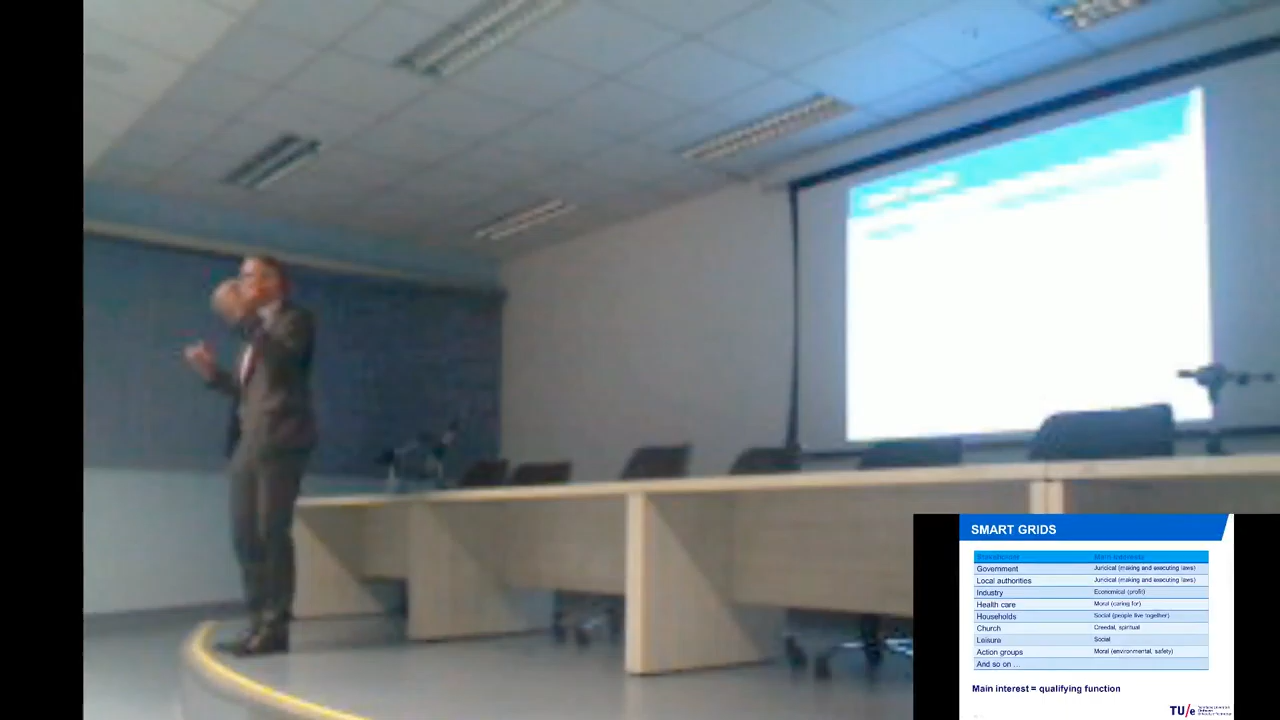 SMART GRIDS
Government Juridical (making and executing laws)
Local authorities Juridical (making and executing laws)
Industry Economical (profit)
Health care Moral (caring for)
Households Social (people live together)
Church Creedal, spiritual
Leisure Social
Action groups Moral (environmental, safety)
And so on ...
Main interest = qualifying function
TU/e